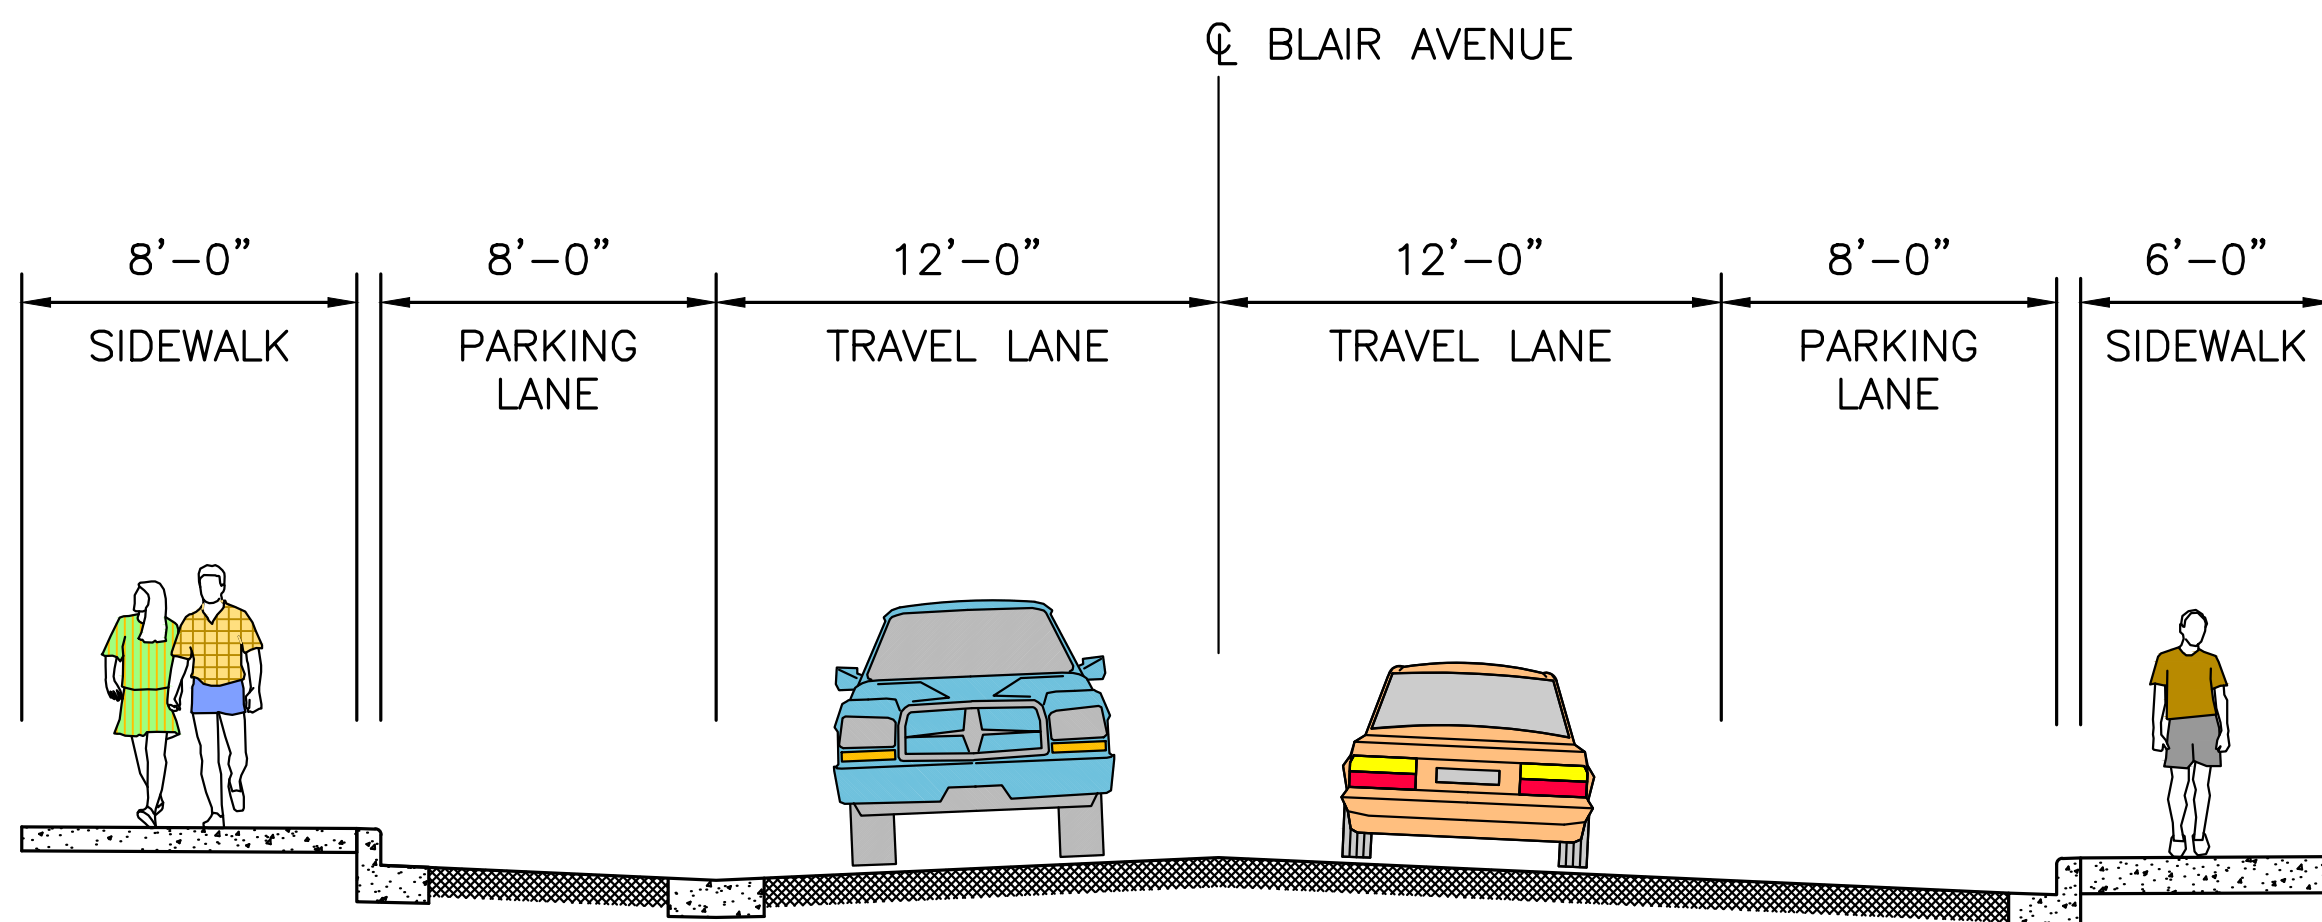 ℄ BLAIR AVENUE
8'-0" 8'-0" 12'-0" 12'-0" 8'-0" 6'-0"
SIDEWALK PARKING TRAVEL LANE TRAVEL LANE PARKING SIDEWALK
LANE LANE